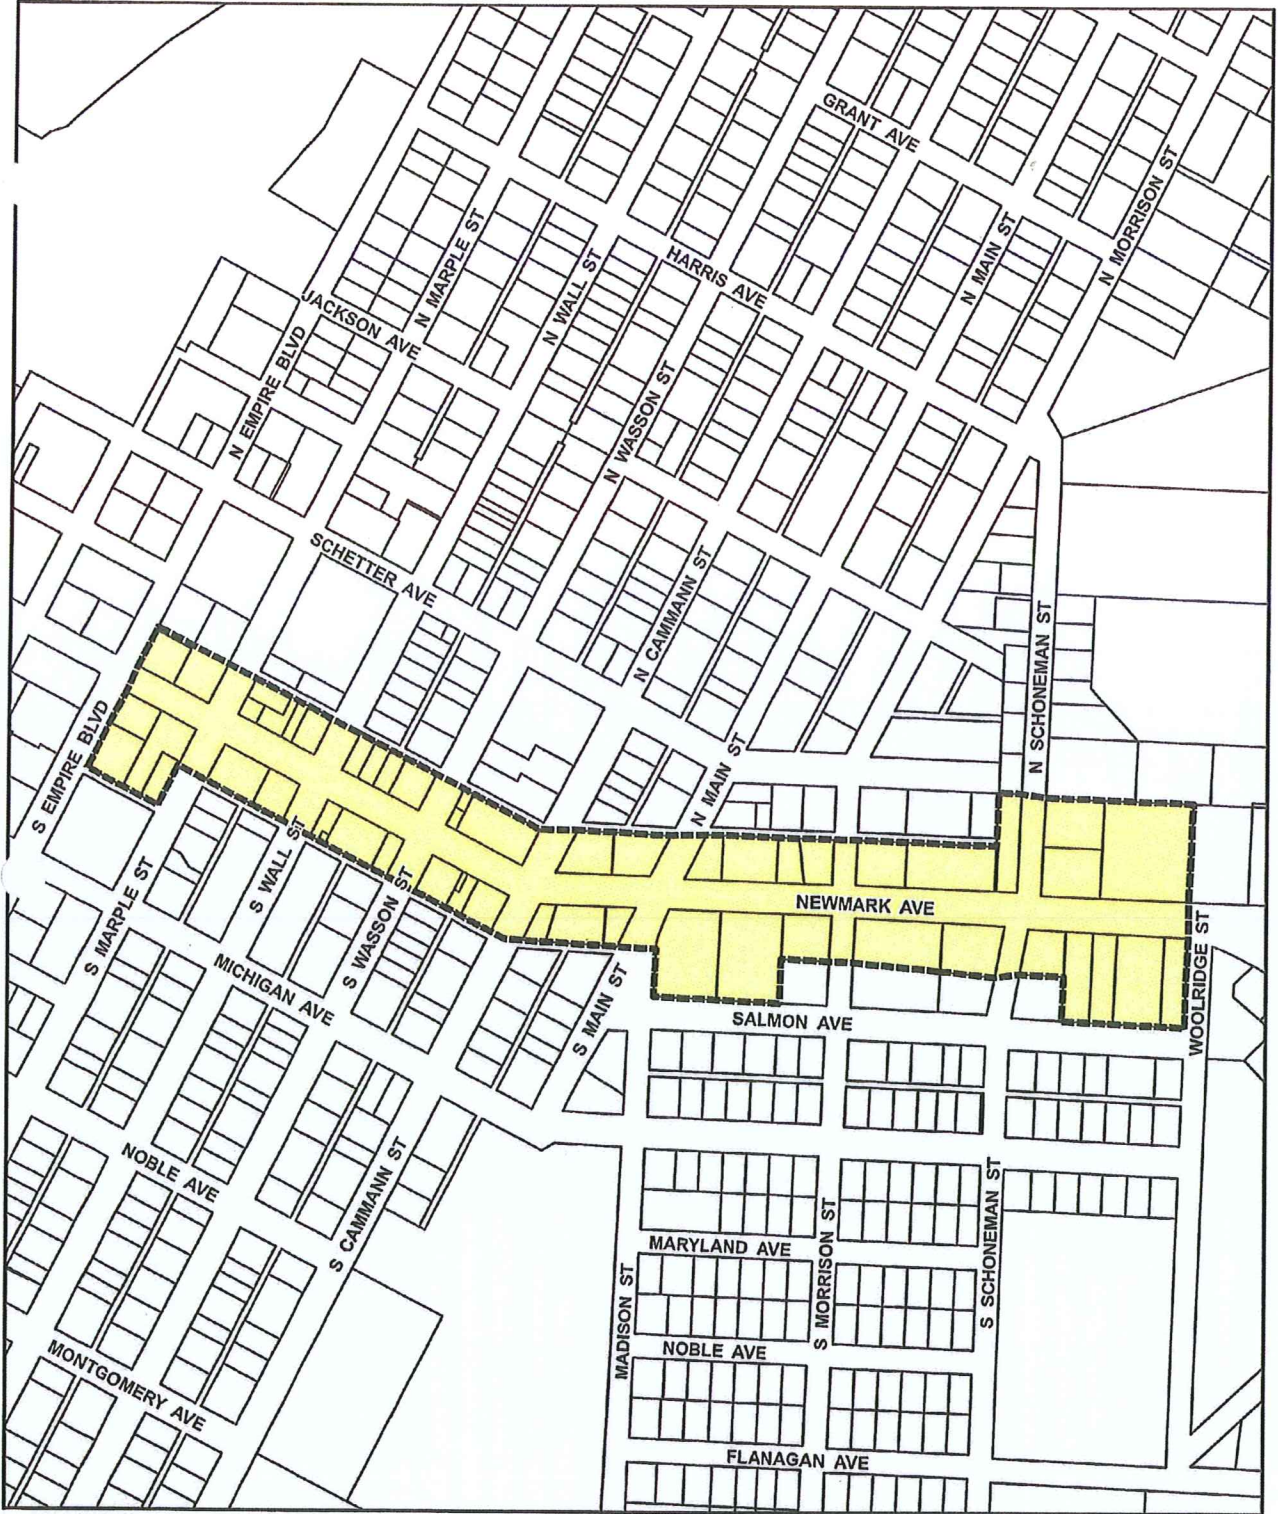 GRANT AVE
N MORRISON ST
N MARPLE ST
N MAIN ST
HARRIS AVE
N WALL ST
JACKSON AVE
N EMPIRE BLVD
N WASSON ST
SCHETTER AVE
N CAMMANN ST
N SCHONEMAN ST
S EMPIRE BLVD
N MAIN ST
S WALL ST
S WASSON ST
NEWMARK AVE
S MARPLE ST
WOOLRIDGE ST
MICHIGAN AVE
S MAIN ST
SALMON AVE
NOBLE AVE
S CAMMANN ST
S MORRISON ST
S SCHONEMAN ST
MARYLAND AVE
MADISON ST
NOBLE AVE
MONTGOMERY AVE
FLANAGAN AVE